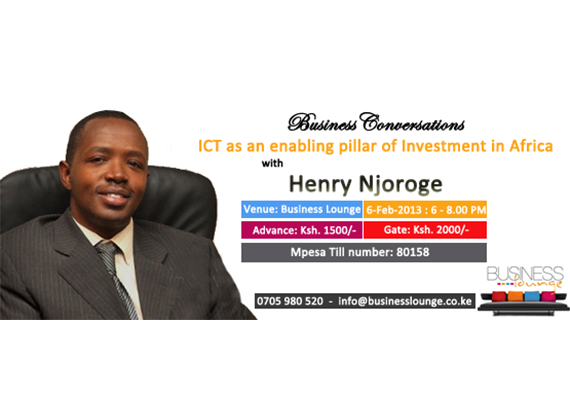 Business Conversations
ICT as an enabling pillar of Investment in Africa
with
Henry Njoroge
Venue: Business Lounge 6-Feb-2013 : 6 - 8.00 PM
Advance: Ksh. 1500/- Gate: Ksh. 2000/-
Mpesa Till number: 80158
BUSINESS
lounge
0705 980 520 - info@businesslounge.co.ke